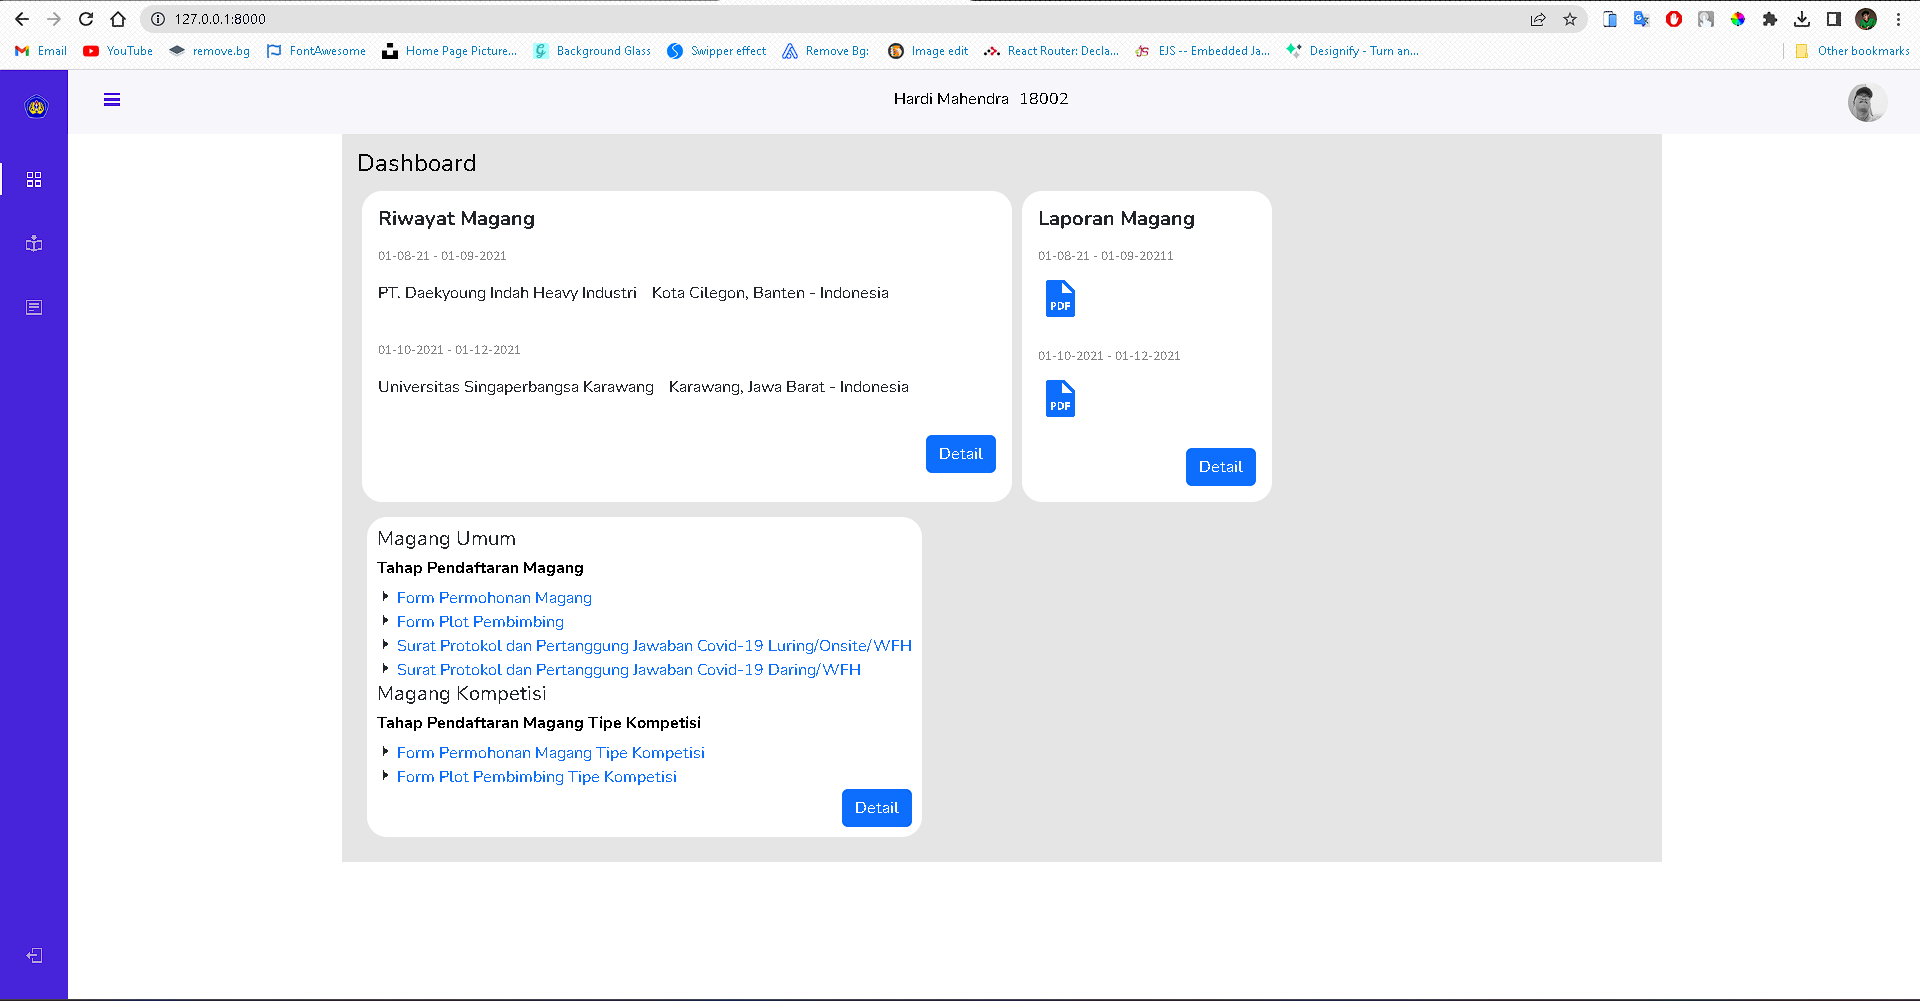 127.0.0.1:8000
Email YouTube remove.bg FontAwesome Home Page Picture... Background Glass Swipper effect Remove Bg: Image edit React Router: Decla... EJS -- Embedded Ja... Designify - Turn an... Other bookmarks
Hardi Mahendra 18002
Dashboard
Riwayat Magang
01-08-21 - 01-09-2021
PT. Daekyoung Indah Heavy Industri Kota Cilegon, Banten - Indonesia
01-10-2021 - 01-12-2021
Universitas Singaperbangsa Karawang Karawang, Jawa Barat - Indonesia
Detail
Laporan Magang
01-08-21 - 01-09-20211
PDF
01-10-2021 - 01-12-2021
PDF
Detail
Magang Umum
Tahap Pendaftaran Magang
Form Permohonan Magang
Form Plot Pembimbing
Surat Protokol dan Pertanggung Jawaban Covid-19 Luring/Onsite/WFH
Surat Protokol dan Pertanggung Jawaban Covid-19 Daring/WFH
Magang Kompetisi
Tahap Pendaftaran Magang Tipe Kompetisi
Form Permohonan Magang Tipe Kompetisi
Form Plot Pembimbing Tipe Kompetisi
Detail